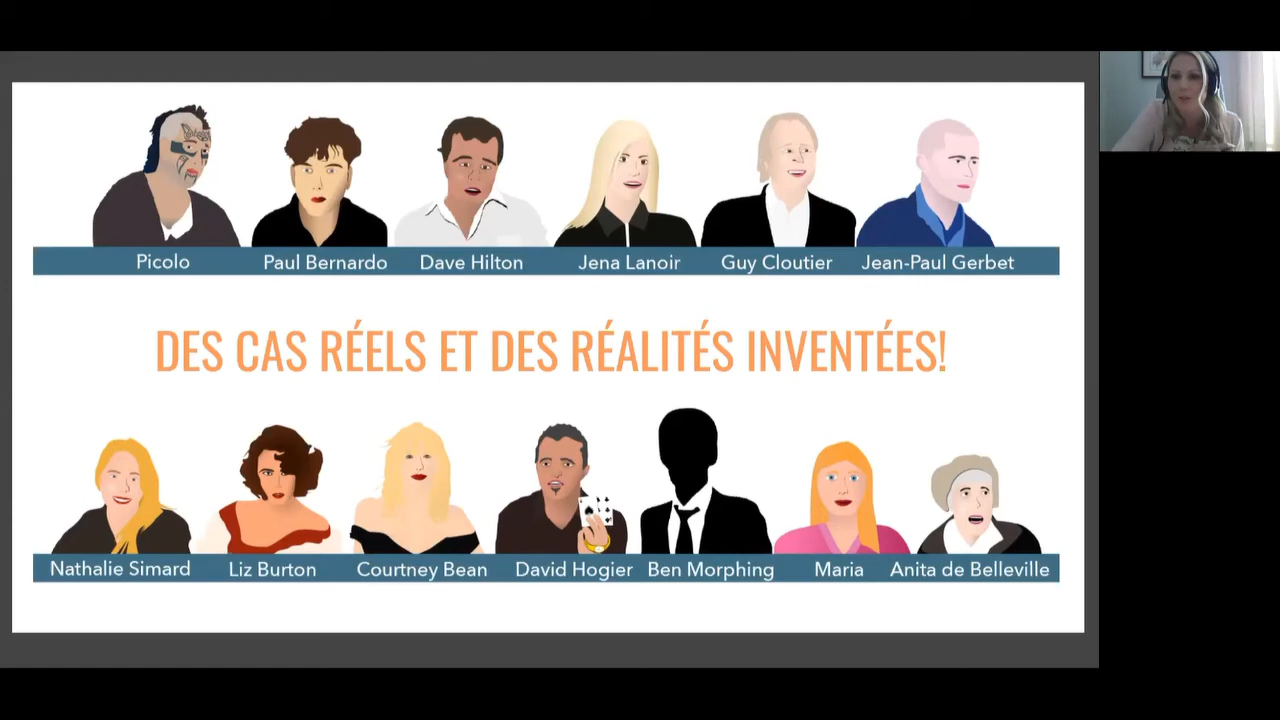 Picolo Paul Bernardo Dave Hilton Jena Lanoir Guy Cloutier Jean-Paul Gerbet
DES CAS RÉELS ET DES RÉALITÉS INVENTÉES!
Nathalie Simard Liz Burton Courtney Bean David Hogier Ben Morphing Maria Anita de Belleville